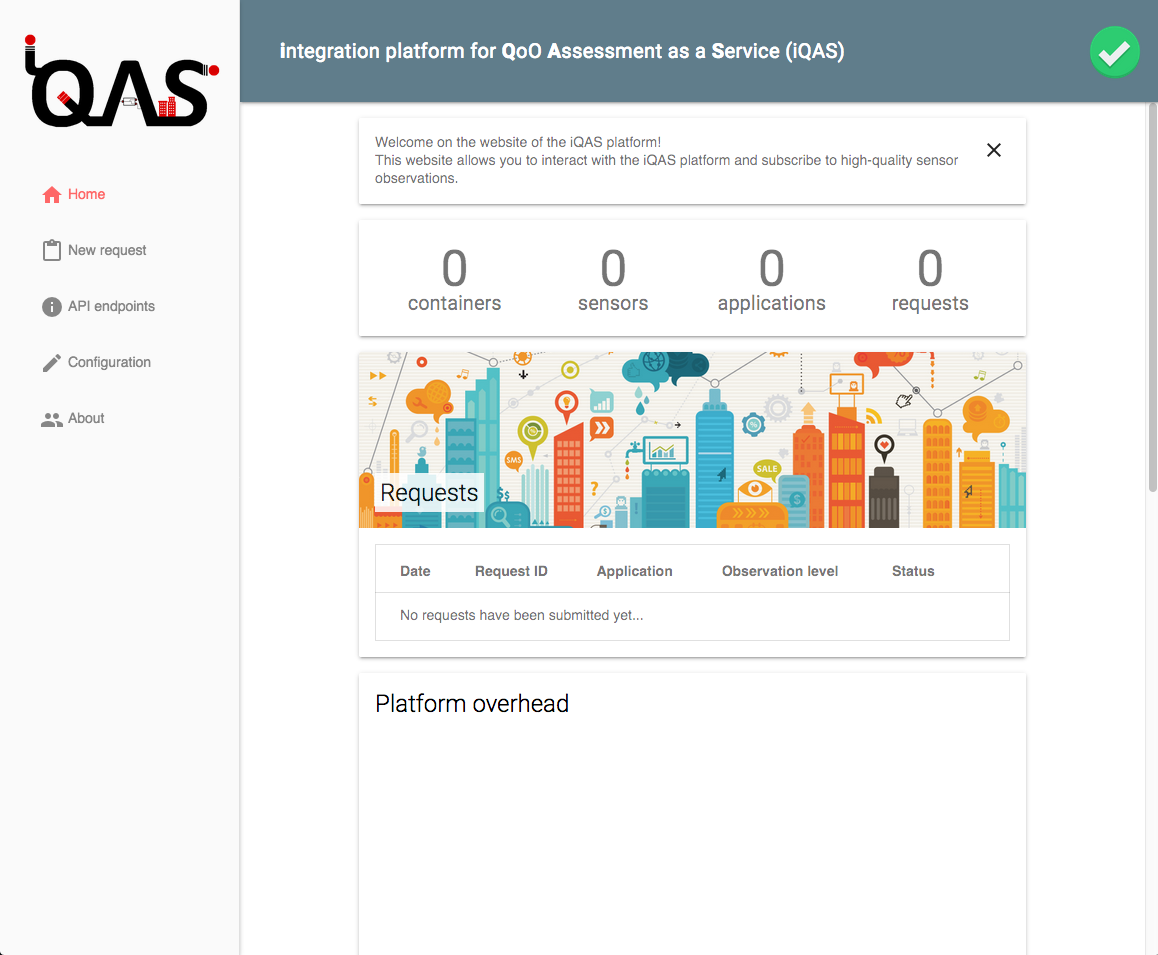 iQAS
integration platform for QoO Assessment as a Service (iQAS)
Home
New request
API endpoints
Configuration
About
Welcome on the website of the iQAS platform!
This website allows you to interact with the iQAS platform and subscribe to high-quality sensor
observations.
0 0 0 0
containers sensors applications requests
SMS
SALE
?
$$
$
%
Requests
Date Request ID Application Observation level Status
No requests have been submitted yet...
Platform overhead